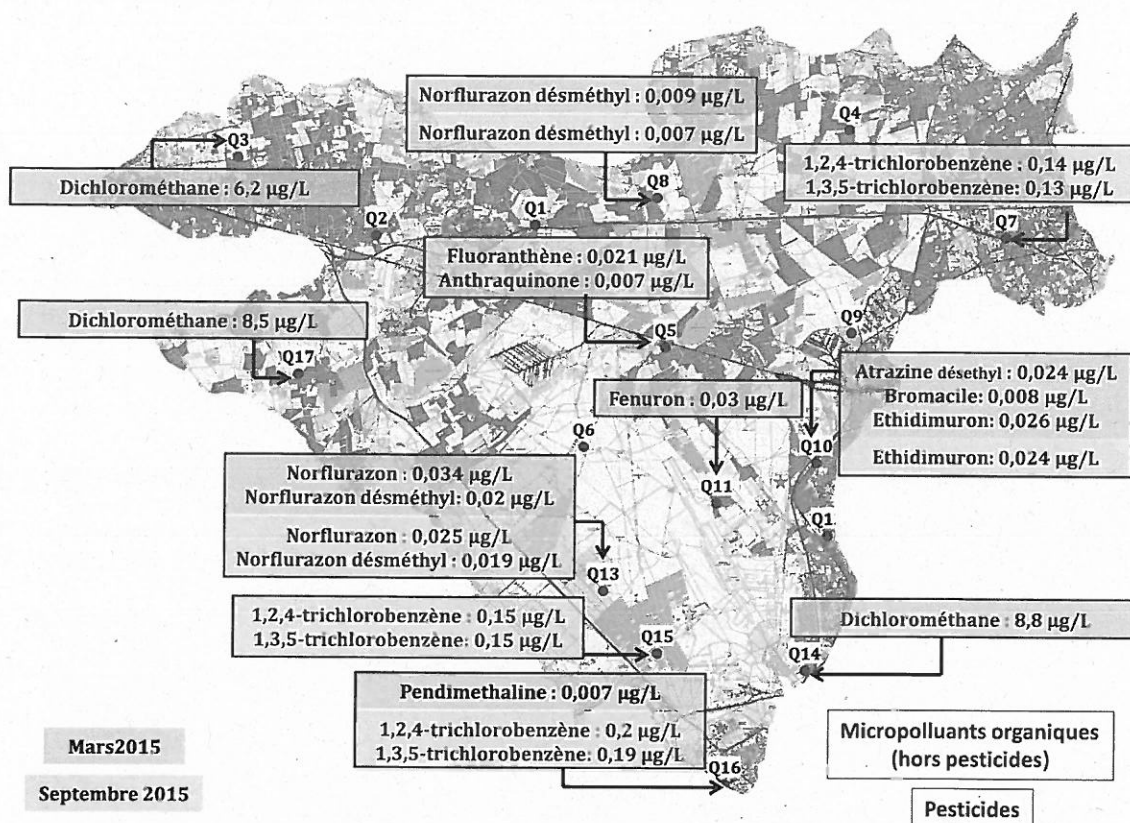 Norflurazon désméthyl : 0,009 µg/L
Norflurazon désméthyl : 0,007 µg/L
Q4
Q3
1,2,4-trichlorobenzène : 0,14 µg/L
1,3,5-trichlorobenzène: 0,13 µg/L
Dichlorométhane : 6,2 µg/L
Q8
Q2
Q1
Q7
Fluoranthène : 0,021 µg/L
Anthraquinone : 0,007 µg/L
Dichlorométhane : 8,5 µg/L
Q9
Q5
Q17
Atrazine désethyl : 0,024 µg/L
Bromacile: 0,008 µg/L
Ethidimuron: 0,026 µg/L
Ethidimuron: 0,024 µg/L
Fenuron : 0,03 µg/L
Q6
Q10
Norflurazon : 0,034 µg/L
Norflurazon désméthyl: 0,02 µg/L
Norflurazon : 0,025 µg/L
Norflurazon désméthyl : 0,019 µg/L
Q11
Q1
Q13
1,2,4-trichlorobenzène : 0,15 µg/L
1,3,5-trichlorobenzène: 0,15 µg/L
Dichlorométhane : 8,8 µg/L
Q15
Q14
Pendimethaline : 0,007 µg/L
1,2,4-trichlorobenzène : 0,2 µg/L
1,3,5-trichlorobenzène: 0,19 µg/L
Q16
Mars2015
Septembre 2015
Micropolluants organiques
(hors pesticides)
Pesticides